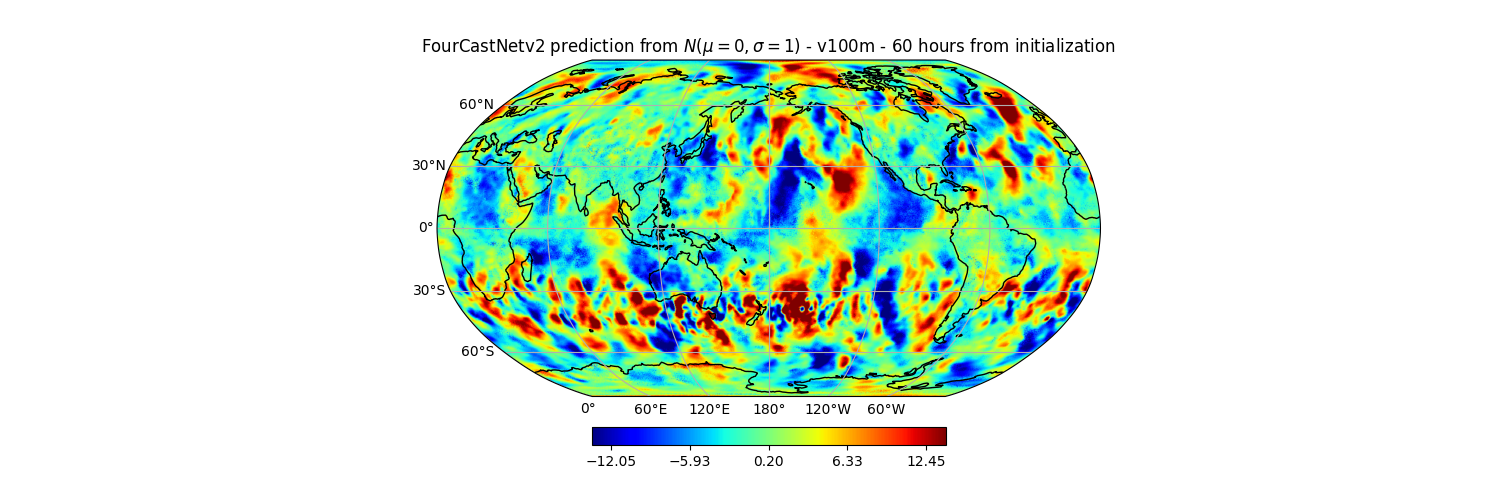 FourCastNetv2 prediction from N(μ = 0, σ = 1) - v100m - 60 hours from initialization
60°N
30°N
0°
30°S
60°S
0° 60°E 120°E 180° 120°W 60°W
−12.05 −5.93 0.20 6.33 12.45